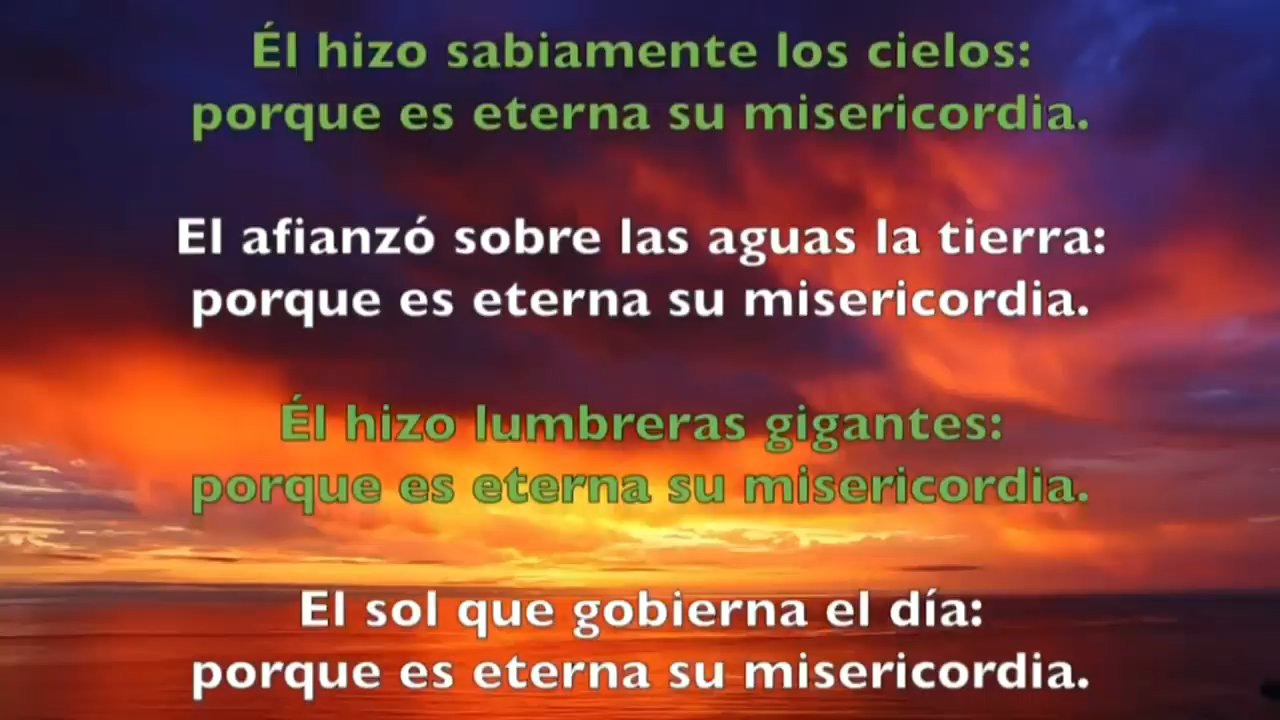 Él hizo sabiamente los cielos:
porque es eterna su misericordia.
El afianzó sobre las aguas la tierra:
porque es eterna su misericordia.
Él hizo lumbreras gigantes:
porque es eterna su misericordia.
El sol que gobierna el día:
porque es eterna su misericordia.